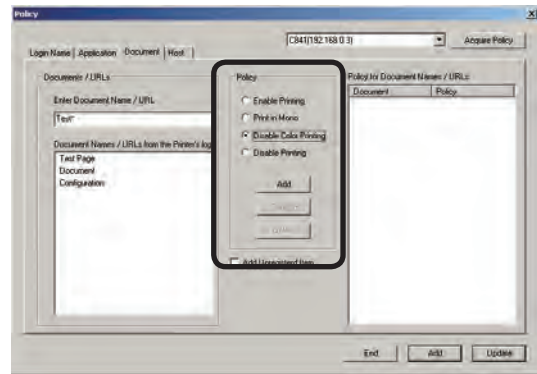 Policy
C841(192.168.0.3)
Acquire Policy
Login Name
Application
Document
Host
Documents / URLs
Enter Document Name / URL
Test*
Document Names / URLs from the Printer's log
Test Page
Document
Configuration
Policy
Enable Printing
Print in Mono
Disable Color Printing
Disable Printing
Add
Add Unregistered Item
Policy for Document Names / URLs
Document
Policy
End
Add
Update